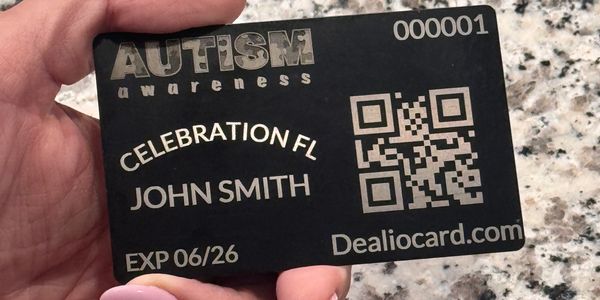 000001
AUTISM
awareness
CELEBRATION FL
JOHN SMITH
EXP 06/26
Dealiocard.com